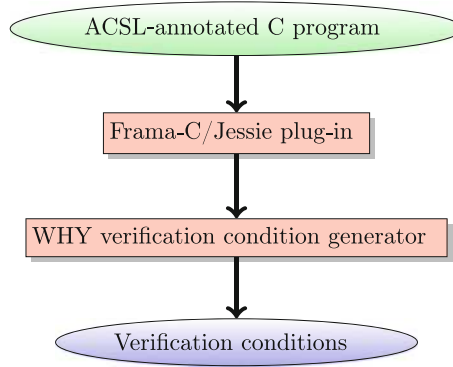 ACSL-annotated C program
Frama-C/Jessie plug-in
WHY verification condition generator
Verification conditions